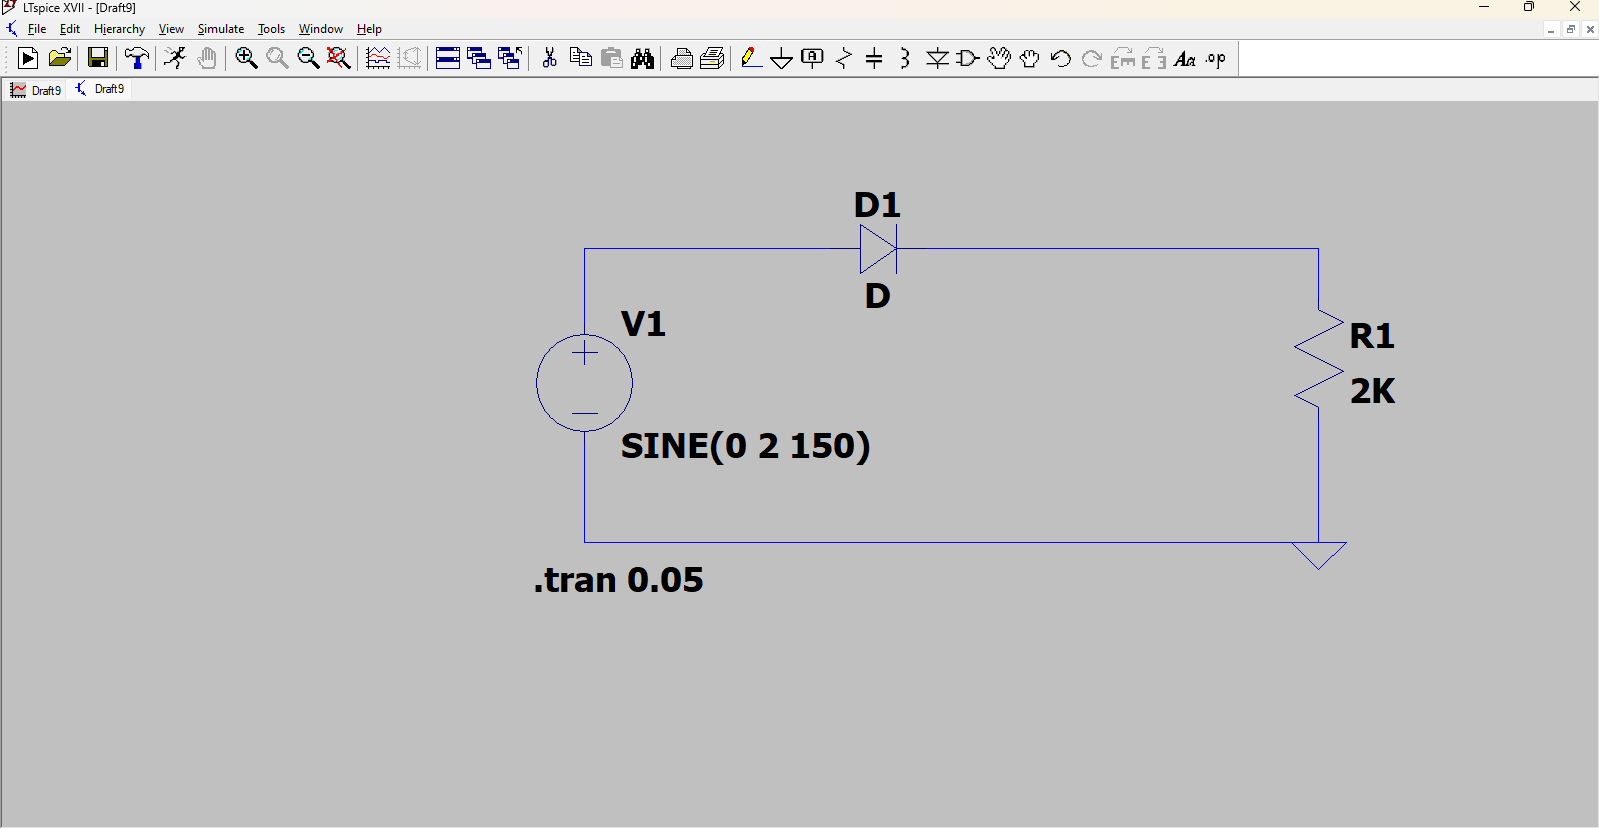 LTspice XVII - [Draft9]
File Edit Hierarchy View Simulate Tools Window Help
A Aa .op
Draft9 Draft9
D1
D
V1
R1
2K
SINE(0 2 150)
.tran 0.05